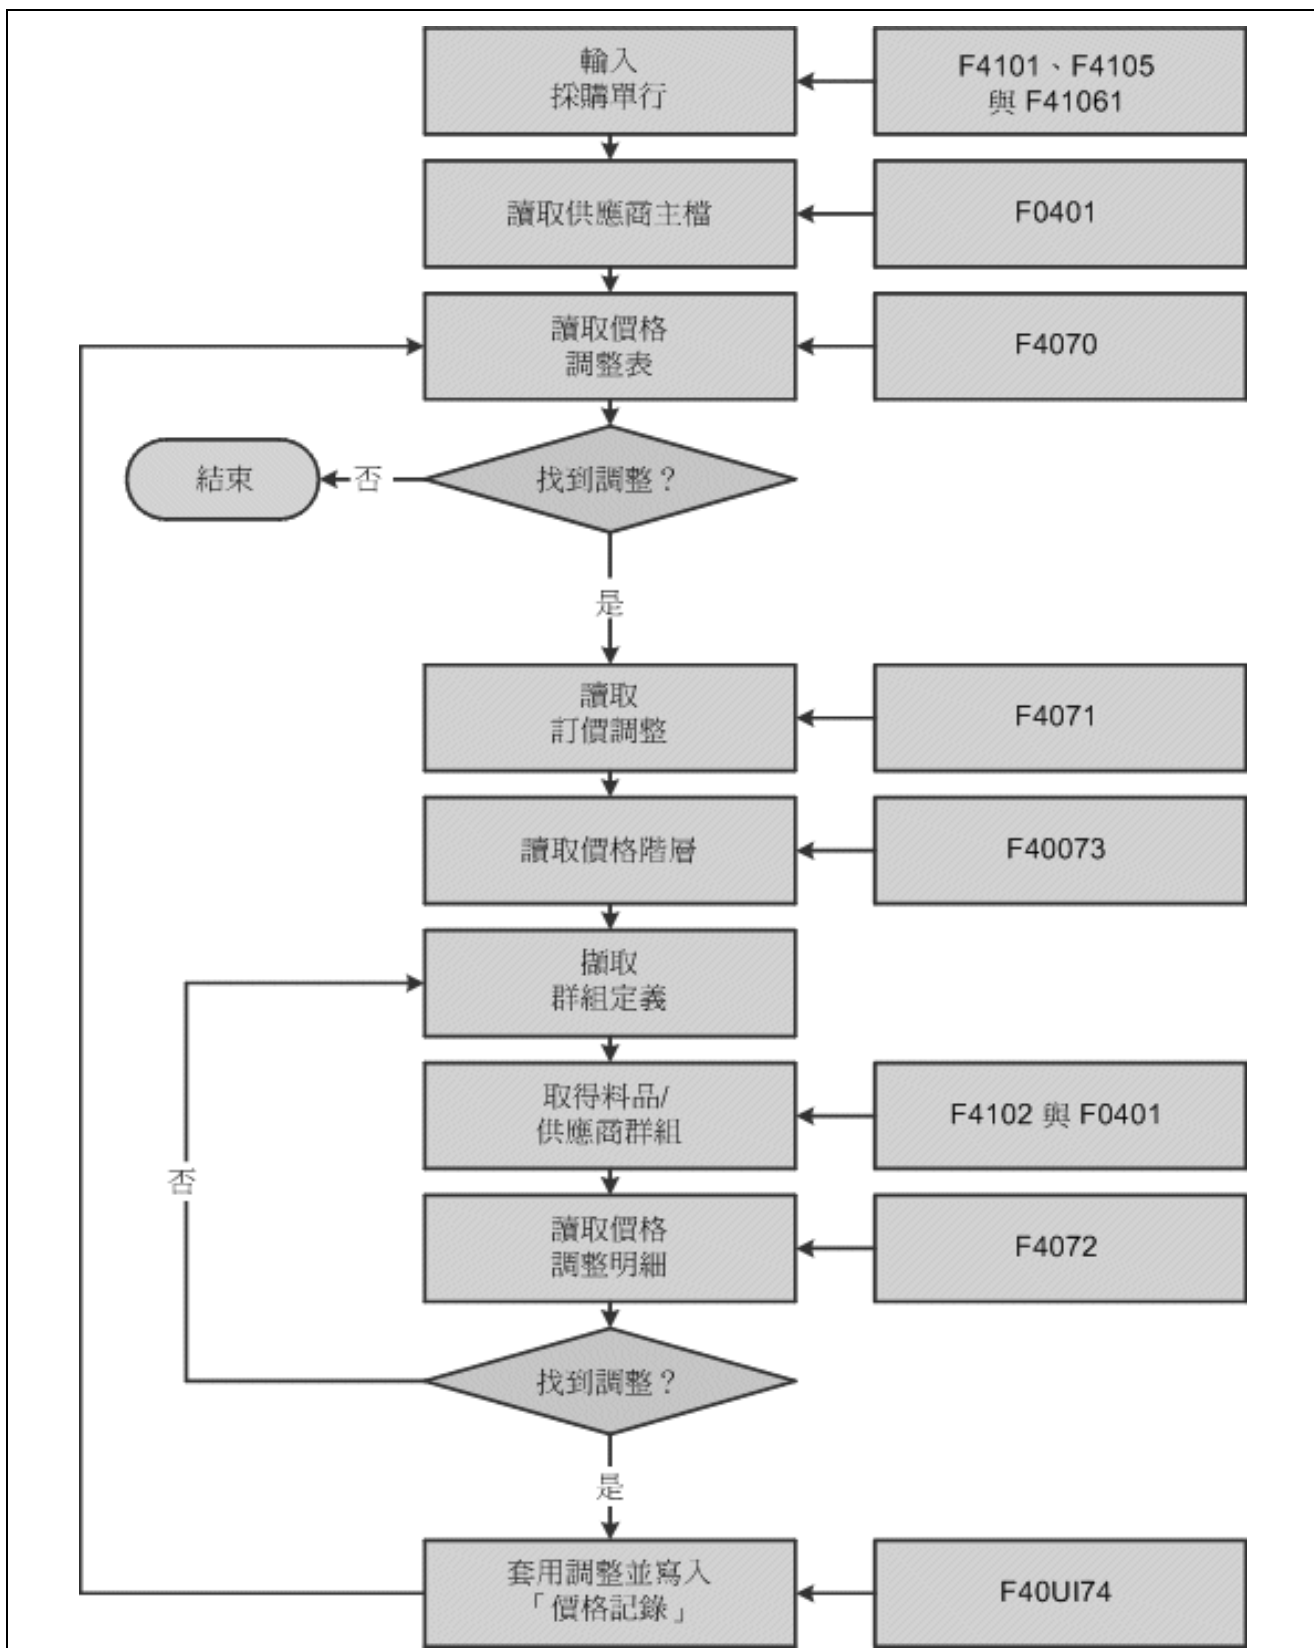 輸入
採購單行
F4101、F4105
與 F41061
讀取供應商主檔
F0401
讀取價格
調整表
F4070
結束
否
找到調整？
是
讀取
訂價調整
F4071
讀取價格階層
F40073
擷取
群組定義
取得料品/
供應商群組
F4102 與 F0401
否
讀取價格
調整明細
F4072
找到調整？
是
套用調整並寫入
「價格記錄」
F40UI74